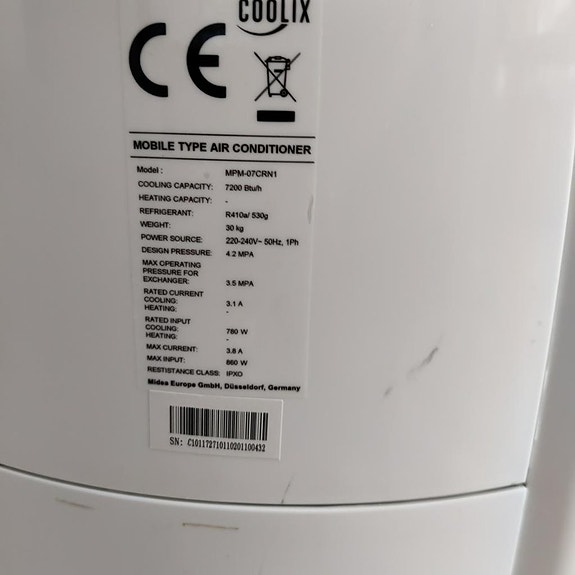 COOLIX
CE
MOBILE TYPE AIR CONDITIONER
Model : MPM-07CRN1
COOLING CAPACITY: 7200 Btu/h
HEATING CAPACITY: -
REFRIGERANT: R410a/ 530g
WEIGHT: 30 kg
POWER SOURCE: 220-240V~ 50Hz, 1Ph
DESIGN PRESSURE: 4.2 MPA
MAX OPERATING
PRESSURE FOR
EXCHANGER: 3.5 MPA
RATED CURRENT
COOLING: 3.1 A
HEATING: -
RATED INPUT
COOLING: 780 W
HEATING: -
MAX CURRENT: 3.8 A
MAX INPUT: 860 W
RESTISTANCE CLASS: IPXO
Midea Europe GmbH, Düsseldorf, Germany
SN: C101172710110201100432